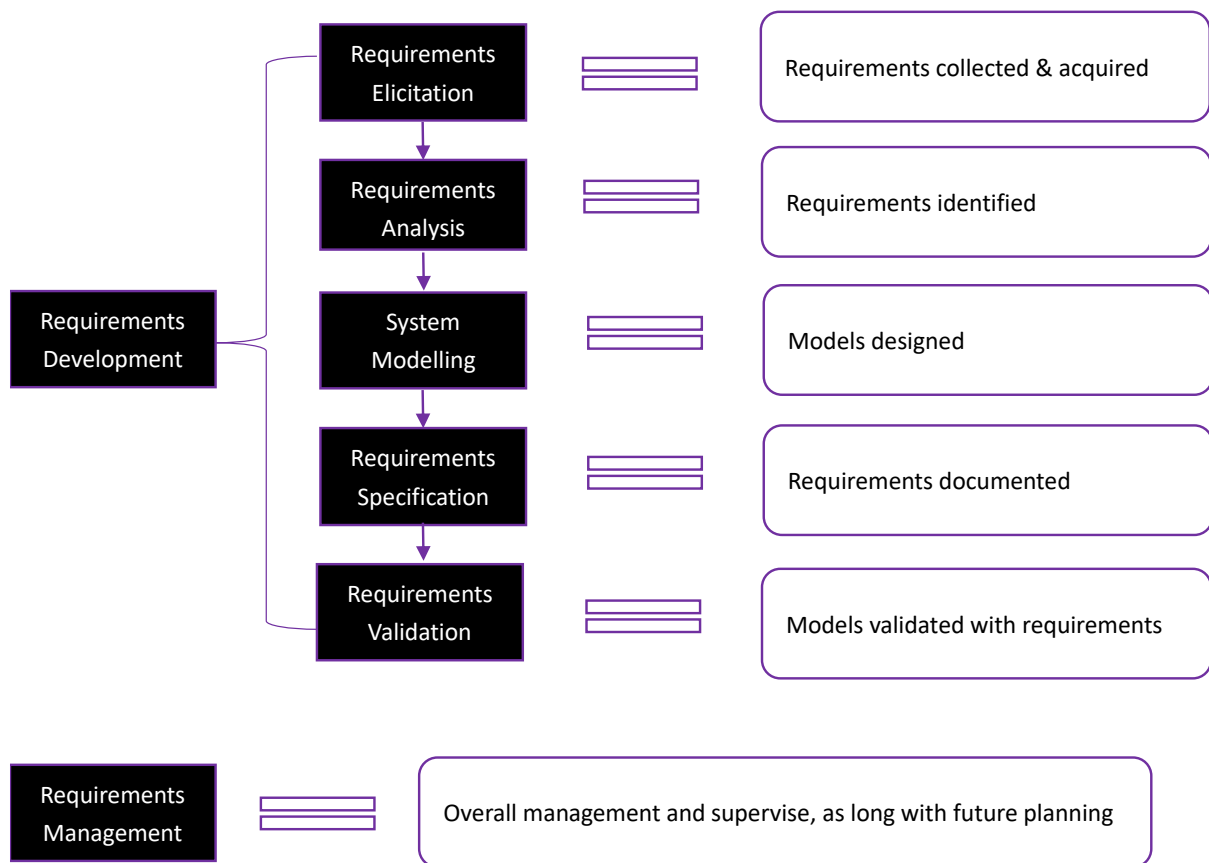 Requirements
Elicitation
Requirements collected & acquired
Requirements
Analysis
Requirements identified
Requirements
Development
System
Modelling
Models designed
Requirements
Specification
Requirements documented
Requirements
Validation
Models validated with requirements
Requirements
Management
Overall management and supervise, as long with future planning